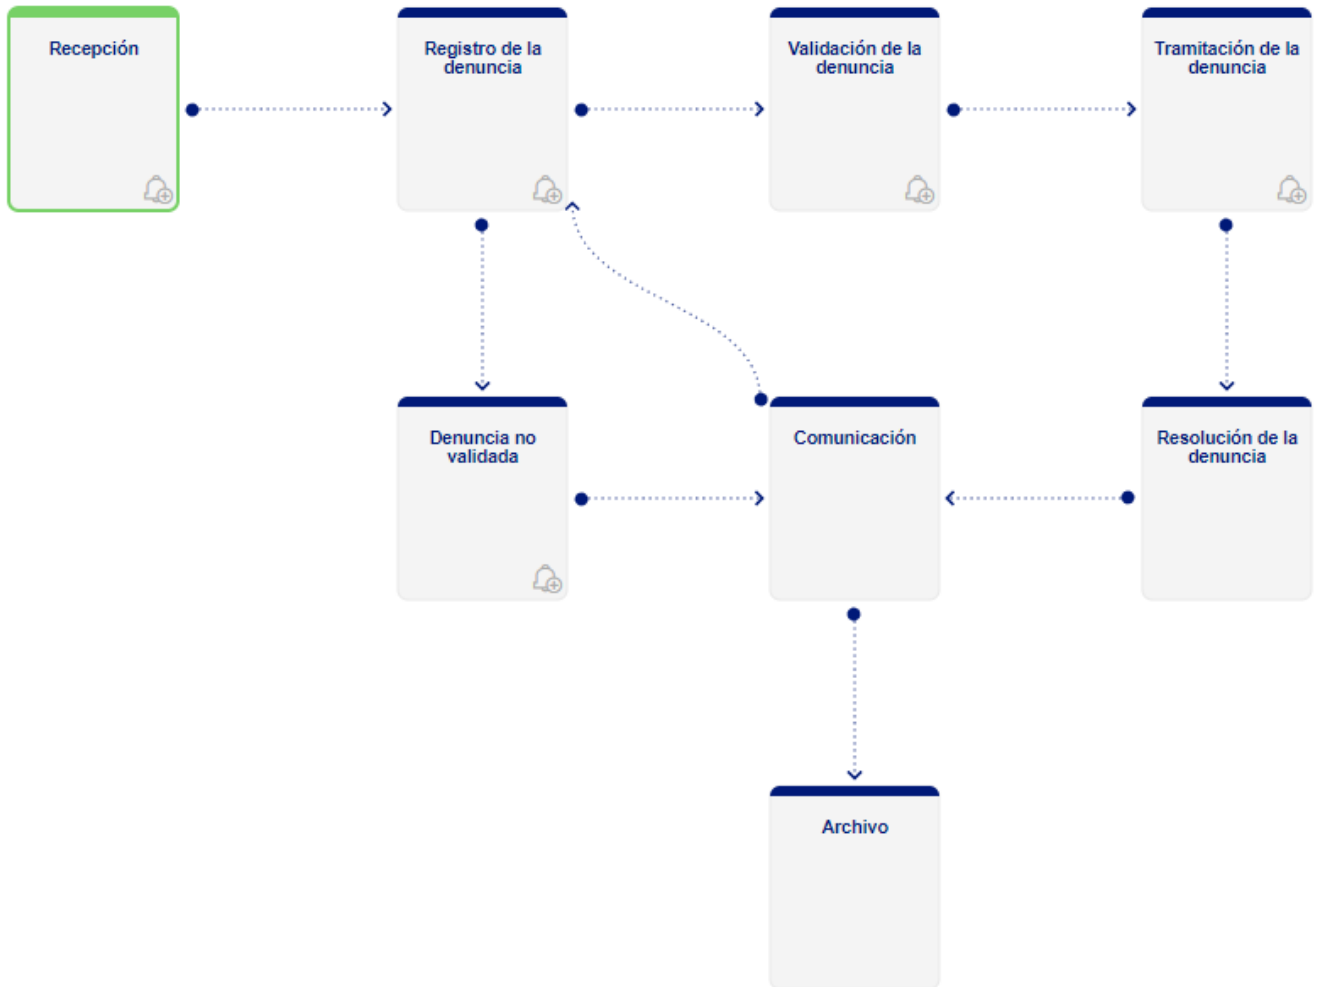 Recepción
Registro de la
denuncia
Validación de la
denuncia
Tramitación de la
denuncia
Denuncia no
validada
Comunicación
Resolución de la
denuncia
Archivo